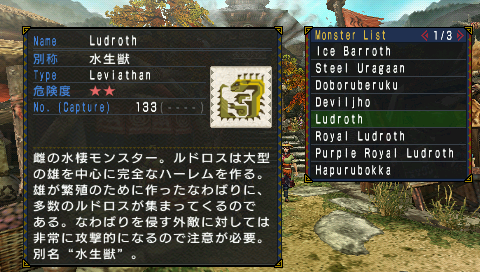 Name Ludroth
別称 水生獣
Type Leviathan
危険度 ★★
No. (Capture) 133(----)
雌の水棲モンスター。ルドロスは大型
の雄を中心に完全なハーレムを作る。
雄が繁殖のために作ったなわばりに、
多数のルドロスが集まってくるので
ある。なわばりを侵す外敵に対しては
非常に攻撃的になるので注意が必要。
別名“水生獣”。
Monster List 1/3
Ice Barroth
Steel Uragaan
Doboruberuku
Deviljho
Ludroth
Royal Ludroth
Purple Royal Ludroth
Hapurubokka